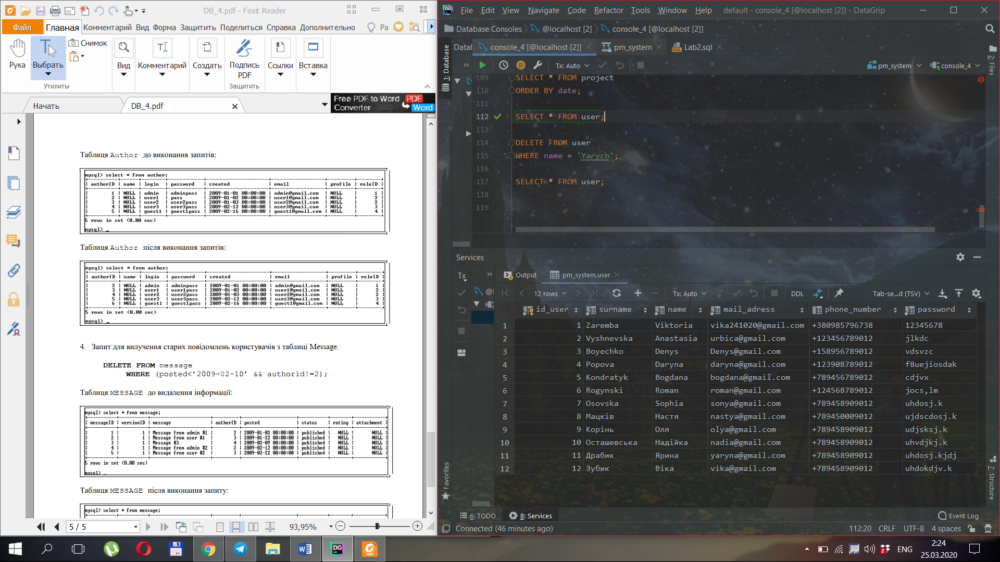 DB_4.pdf - Foxit Reader
Файл Главная Комментарий Вид Форма Защитить Поделиться Справка Дополнительно Ра
Рука
Выбрать
Снимок
Вид
Комментарий
Создать
Подпись PDF
Ссылки
Вставка
Утилиты
Защитить
Начать
DB_4.pdf
Free PDF to Word Converter
PDF Word
Таблиця Author до виконання запитів:
mysql> select * from author;
authorID | name | login | password | created | email | profile | roleID
1 | NULL | admin | adminpass | 2009-01-01 00:00:00 | admin@gmail.com | NULL | 1
2 | NULL | user1 | pass | 2009-01-02 00:00:00 | user1@gmail.com | NULL | 2
3 | NULL | user2 | user2pass | 2009-01-03 00:00:00 | user2@gmail.com | NULL | 2
4 | NULL | user3 | user3pass | 2009-02-12 00:00:00 | user3@gmail.com | NULL | 3
5 | NULL | guest1 | guest1pass | 2009-02-16 00:00:00 | guest1@gmail.com | NULL | 4
5 rows in set (0.00 sec)
mysql> _
Таблиця Author після виконання запитів:
mysql> select * from author;
authorID | name | login | password | created | email | profile | roleID
2 | NULL | admin | adminpass | 2009-01-01 00:00:00 | admin@gmail.com | NULL | 1
3 | NULL | user1 | user1pass | 2009-01-02 00:00:00 | user1@gmail.com | NULL | 2
4 | NULL | user2 | user2pass | 2009-01-03 00:00:00 | user2@gmail.com | NULL | 2
5 | NULL | user3 | user3pass | 2009-02-12 00:00:00 | user3@gmail.com | NULL | 3
6 | NULL | guest1 | guest1pass | 2009-02-16 00:00:00 | guest1@gmail.com | NULL | 4
5 rows in set (0.00 sec)
mysql> _
4. Запит для вилучення старих повідомлень користувачів з таблиці Message.
DELETE FROM message
WHERE (posted<’2009-02-10’ && authorid!=2);
Таблиця MESSAGE до видалення інформації:
mysql> select * from message;
messageID | versionID | message | authorID | posted | status | rating | attachment
1 | 1 | Message from admin #1 | 2 | 2009-01-02 00:00:00 | published | NULL | NULL
2 | 1 | Message from user #1 | 3 | 2009-01-22 00:00:00 | published | NULL | NULL
3 | 1 | Message #3 | 4 | 2009-02-09 00:00:00 | published | NULL | NULL
4 | 1 | Message from admin #2 | 2 | 2009-02-12 00:00:00 | published | NULL | NULL
5 | 1 | Message from user #2 | 3 | 2009-02-22 00:00:00 | published | NULL | NULL
5 rows in set (0.00 sec)
mysql> _
Таблиця MESSAGE після виконання запиту:
mysql> select * from message;
5 / 5
93,95%
DG File Edit View Navigate Code Refactor Tools Window Help default - console_4 [@localhost [2]] - DataGrip
Database Consoles @localhost [2] console_4 [@localhost [2]]
Datal console_4 [@localhost [2]] pm_system Lab2.sql
Tx: Auto pm_system console_4
1: Database
2: Files
109 SELECT * FROM project
110 ORDER BY date;
111
112 SELECT * FROM user;
113
114 DELETE FROM user
115 WHERE name = 'Yarych';
116
117 SELECT * FROM user;
118
119
Services
Tx Output pm_system.user
@l 12 rows Tx: Auto DB DDL Tab-se...d (TSV)
id_user surname name mail_adress phone_number password
1 1 Zaremba Viktoria vika241020@gmail.com +380985796738 12345678
2 2 Vyshnevska Anastasia urbica@gmail.com +123456789012 jlkdc
3 3 Boyechko Denys Denys@gmail.com +158956789012 vdsvzc
4 4 Popova Daryna daryna@gmail.com +123908789012 f8uejiosdak
5 5 Kondratyk Bogdana bogdana@gmail.com +789456789012 cdjvx
6 6 Rogynski Roman roman@gmail.com +124568789012 jocs,lm
7 7 Osovska Sophia sonya@gmail.com +789458909012 uhdosj.k
8 8 Мацків Настя nastya@gmail.com +789450009012 ujdscdosj.k
9 9 Корінь Оля olya@gmail.com +789458909012 udjsksj.k
10 10 Осташевська Надійка nadia@gmail.com +789458909012 uhvdjkj.k
11 11 Драбик Ярина yaryna@gmail.com +789458909012 uhdosj.kjdj
12 12 Зубик Віка vika@gmail.com +789458909012 uhdokdjv.k
Favorites
7: Structure
6: TODO 8: Services Event Log
Connected (46 minutes ago) 112:20 CRLF UTF-8 4 spaces
ENG
2:24
25.03.2020